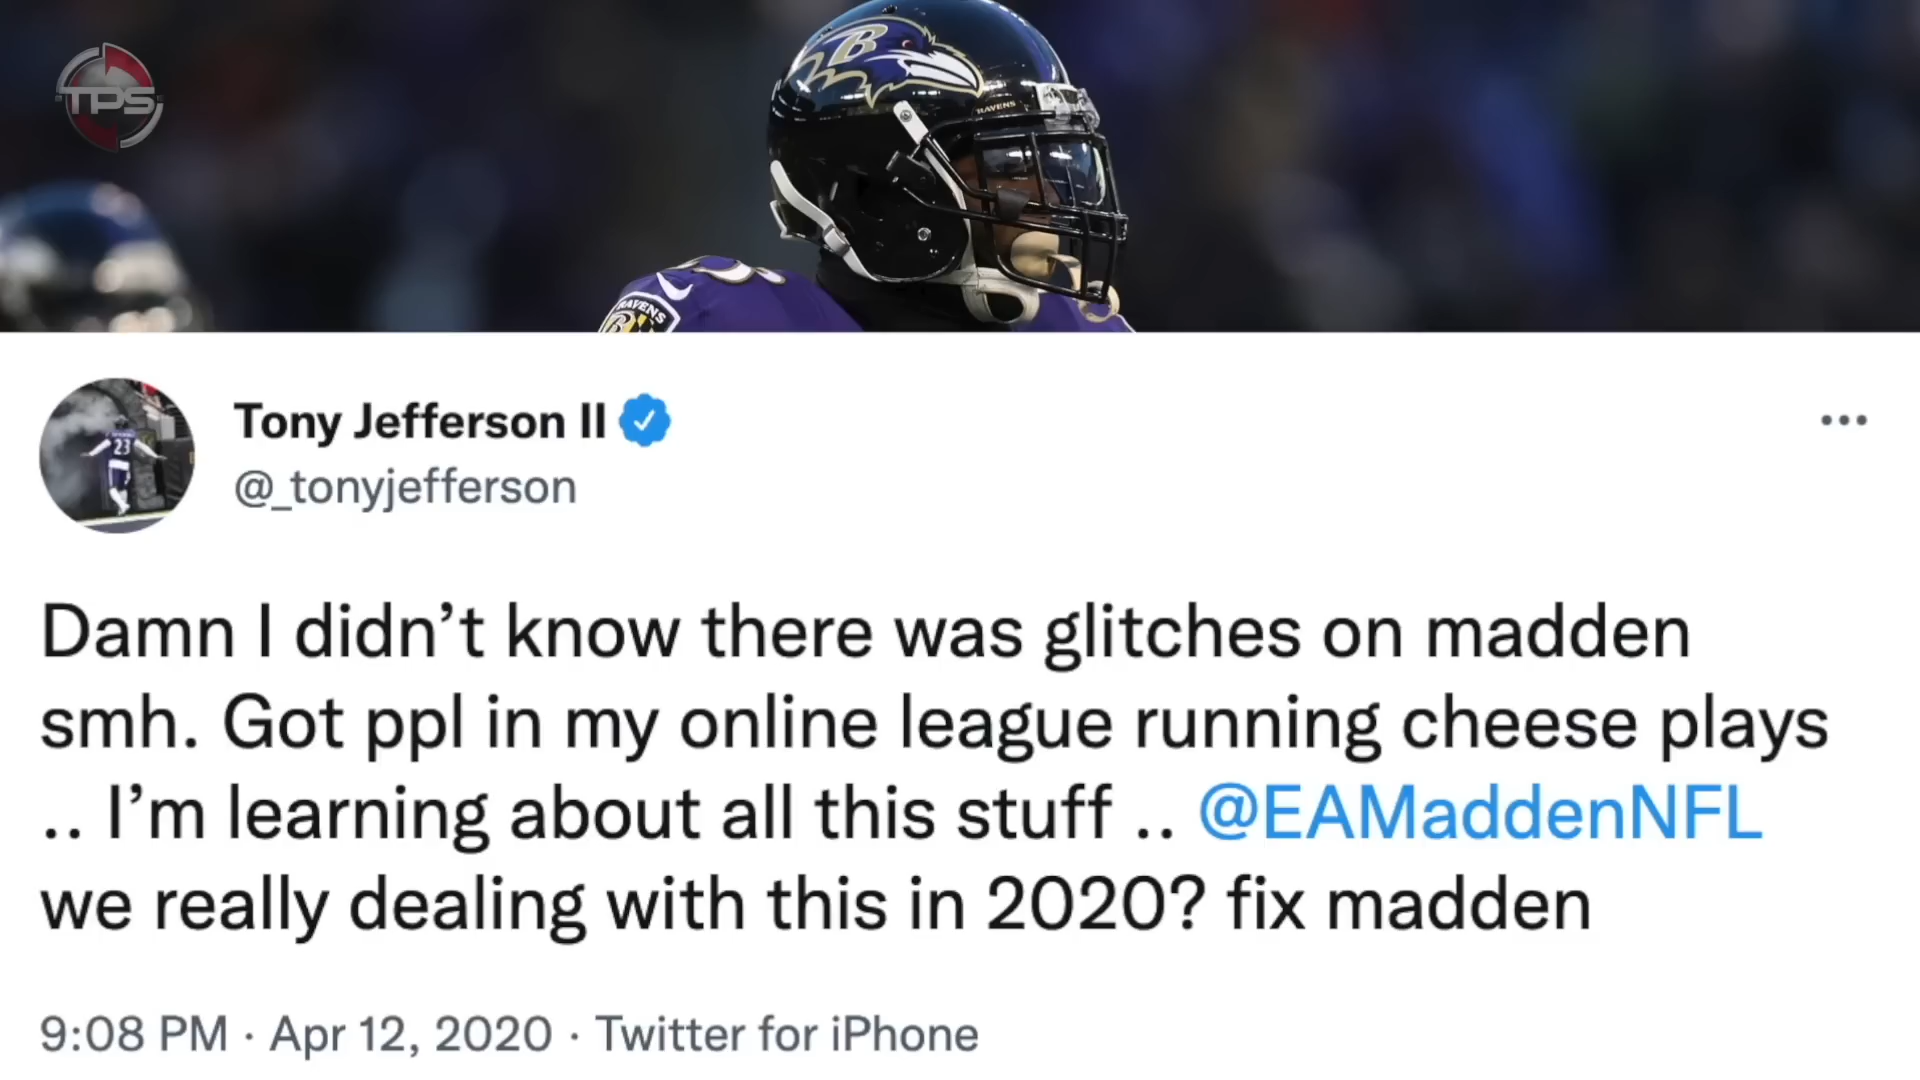 TPS
B
RAVENS
RAVENS
B
Tony Jefferson II
@_tonyjefferson
23
Damn I didn’t know there was glitches on madden
smh. Got ppl in my online league running cheese plays
.. I’m learning about all this stuff .. @EAMaddenNFL
we really dealing with this in 2020? fix madden
9:08 PM · Apr 12, 2020 · Twitter for iPhone